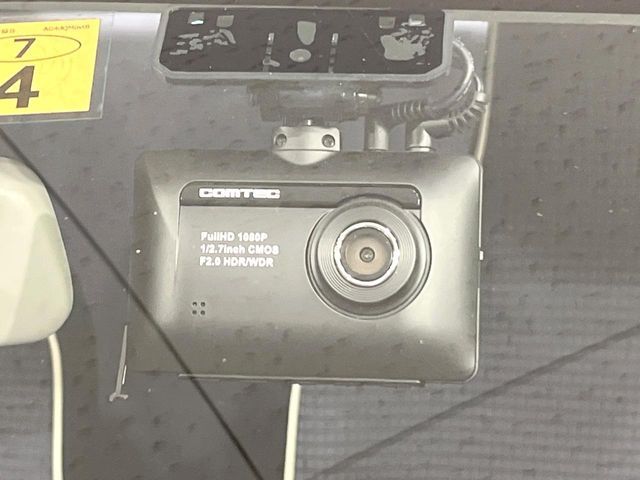 7
4
COMTEC
FullHD 1080P
1/2.7inch CMOS
F2.0 HDR/WDR